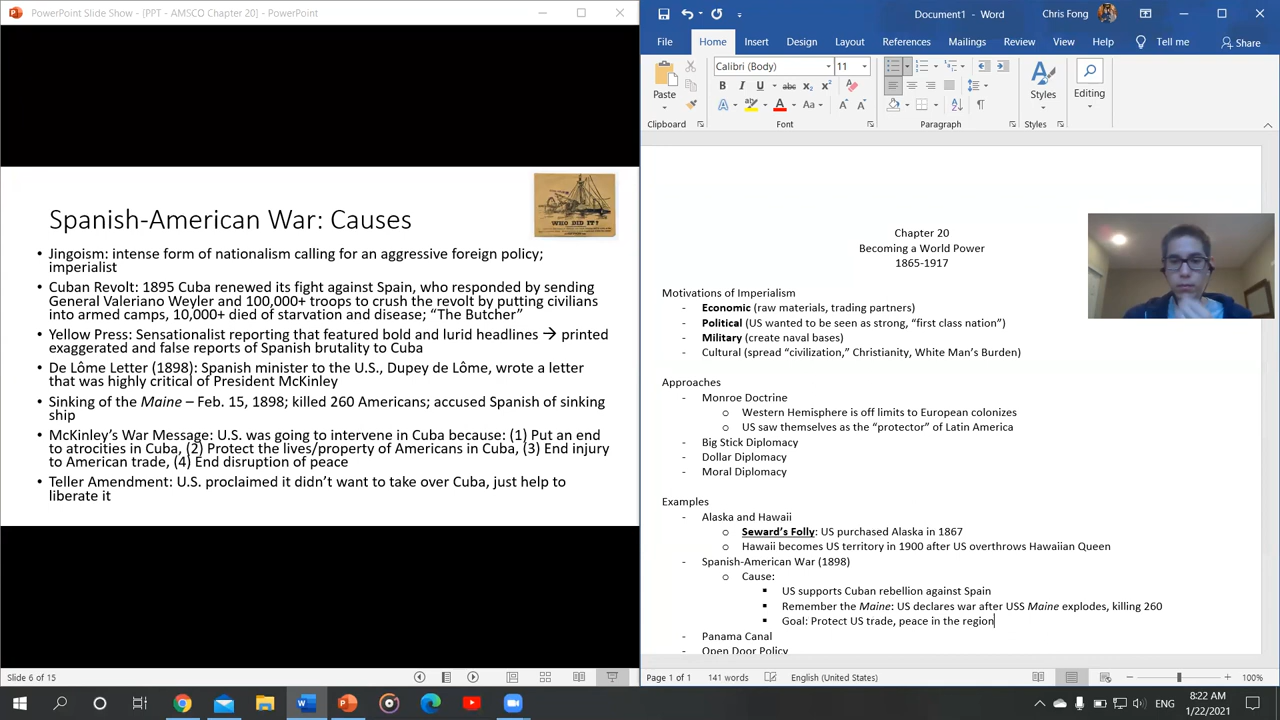 PowerPoint Slide Show - [PPT - AMSCO Chapter 20] - PowerPoint
WHO DID IT?
Spanish-American War: Causes
• Jingoism: intense form of nationalism calling for an aggressive foreign policy;
imperialist
• Cuban Revolt: 1895 Cuba renewed its fight against Spain, who responded by sending
General Valeriano Weyler and 100,000+ troops to crush the revolt by putting civilians
into armed camps, 10,000+ died of starvation and disease; “The Butcher”
• Yellow Press: Sensationalist reporting that featured bold and lurid headlines → printed
exaggerated and false reports of Spanish brutality to Cuba
• De Lôme Letter (1898): Spanish minister to the U.S., Dupey de Lôme, wrote a letter
that was highly critical of President McKinley
• Sinking of the Maine – Feb. 15, 1898; killed 260 Americans; accused Spanish of sinking
ship
• McKinley’s War Message: U.S. was going to intervene in Cuba because: (1) Put an end
to atrocities in Cuba, (2) Protect the lives/property of Americans in Cuba, (3) End injury
to American trade, (4) End disruption of peace
• Teller Amendment: U.S. proclaimed it didn’t want to take over Cuba, just help to
liberate it
Slide 6 of 15
Document1 - Word
Chris Fong
File Home Insert Design Layout References Mailings Review View Help Tell me Share
Calibri (Body) 11
Paste
B I U abc x₂ x²
Styles
Editing
Clipboard Font Paragraph Styles
Chapter 20
Becoming a World Power
1865-1917
Motivations of Imperialism
- Economic (raw materials, trading partners)
- Political (US wanted to be seen as strong, “first class nation”)
- Military (create naval bases)
- Cultural (spread “civilization,” Christianity, White Man’s Burden)
Approaches
- Monroe Doctrine
o Western Hemisphere is off limits to European colonizes
o US saw themselves as the “protector” of Latin America
- Big Stick Diplomacy
- Dollar Diplomacy
- Moral Diplomacy
Examples
- Alaska and Hawaii
o Seward’s Folly: US purchased Alaska in 1867
o Hawaii becomes US territory in 1900 after US overthrows Hawaiian Queen
- Spanish-American War (1898)
o Cause:
▪ US supports Cuban rebellion against Spain
▪ Remember the Maine: US declares war after USS Maine explodes, killing 260
▪ Goal: Protect US trade, peace in the region
- Panama Canal
- Open Door Policy
Page 1 of 1 141 words English (United States) 100%
ENG
8:22 AM
1/22/2021